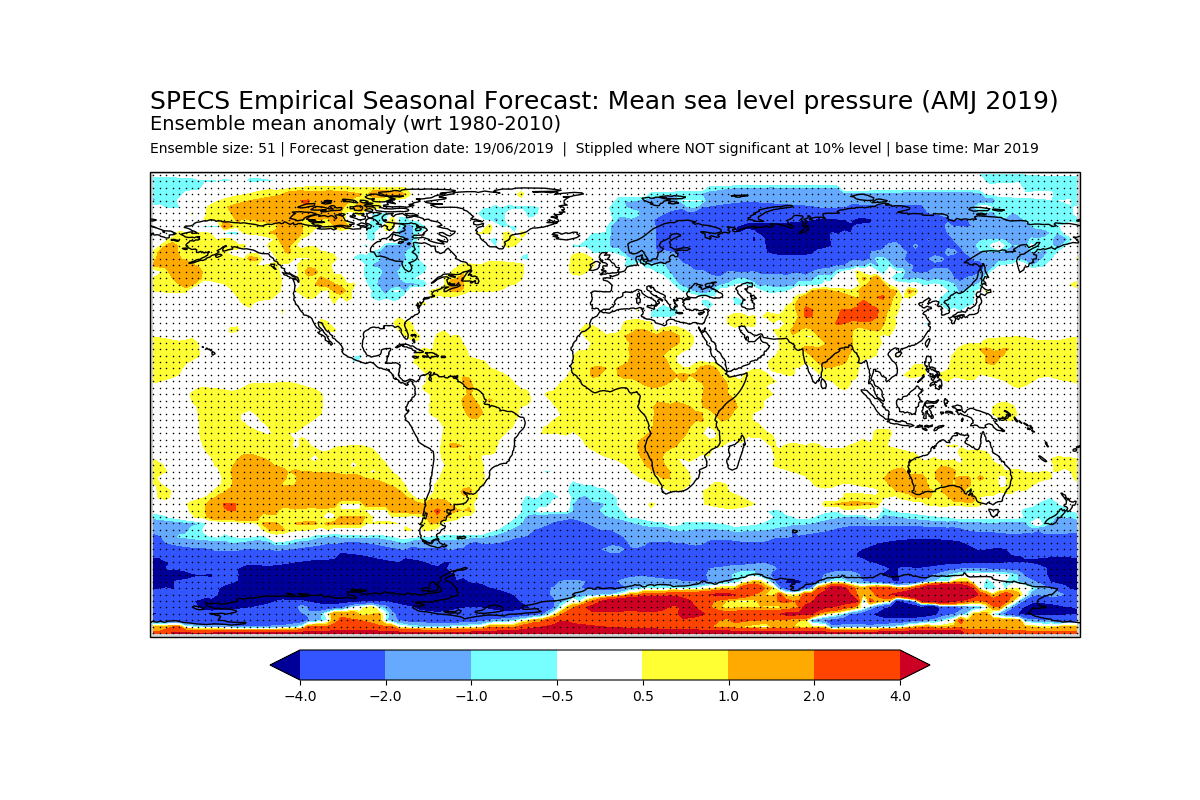 SPECS Empirical Seasonal Forecast: Mean sea level pressure (AMJ 2019)
Ensemble mean anomaly (wrt 1980-2010)
Ensemble size: 51 | Forecast generation date: 19/06/2019 | Stippled where NOT significant at 10% level | base time: Mar 2019
−4.0 −2.0 −1.0 −0.5 0.5 1.0 2.0 4.0